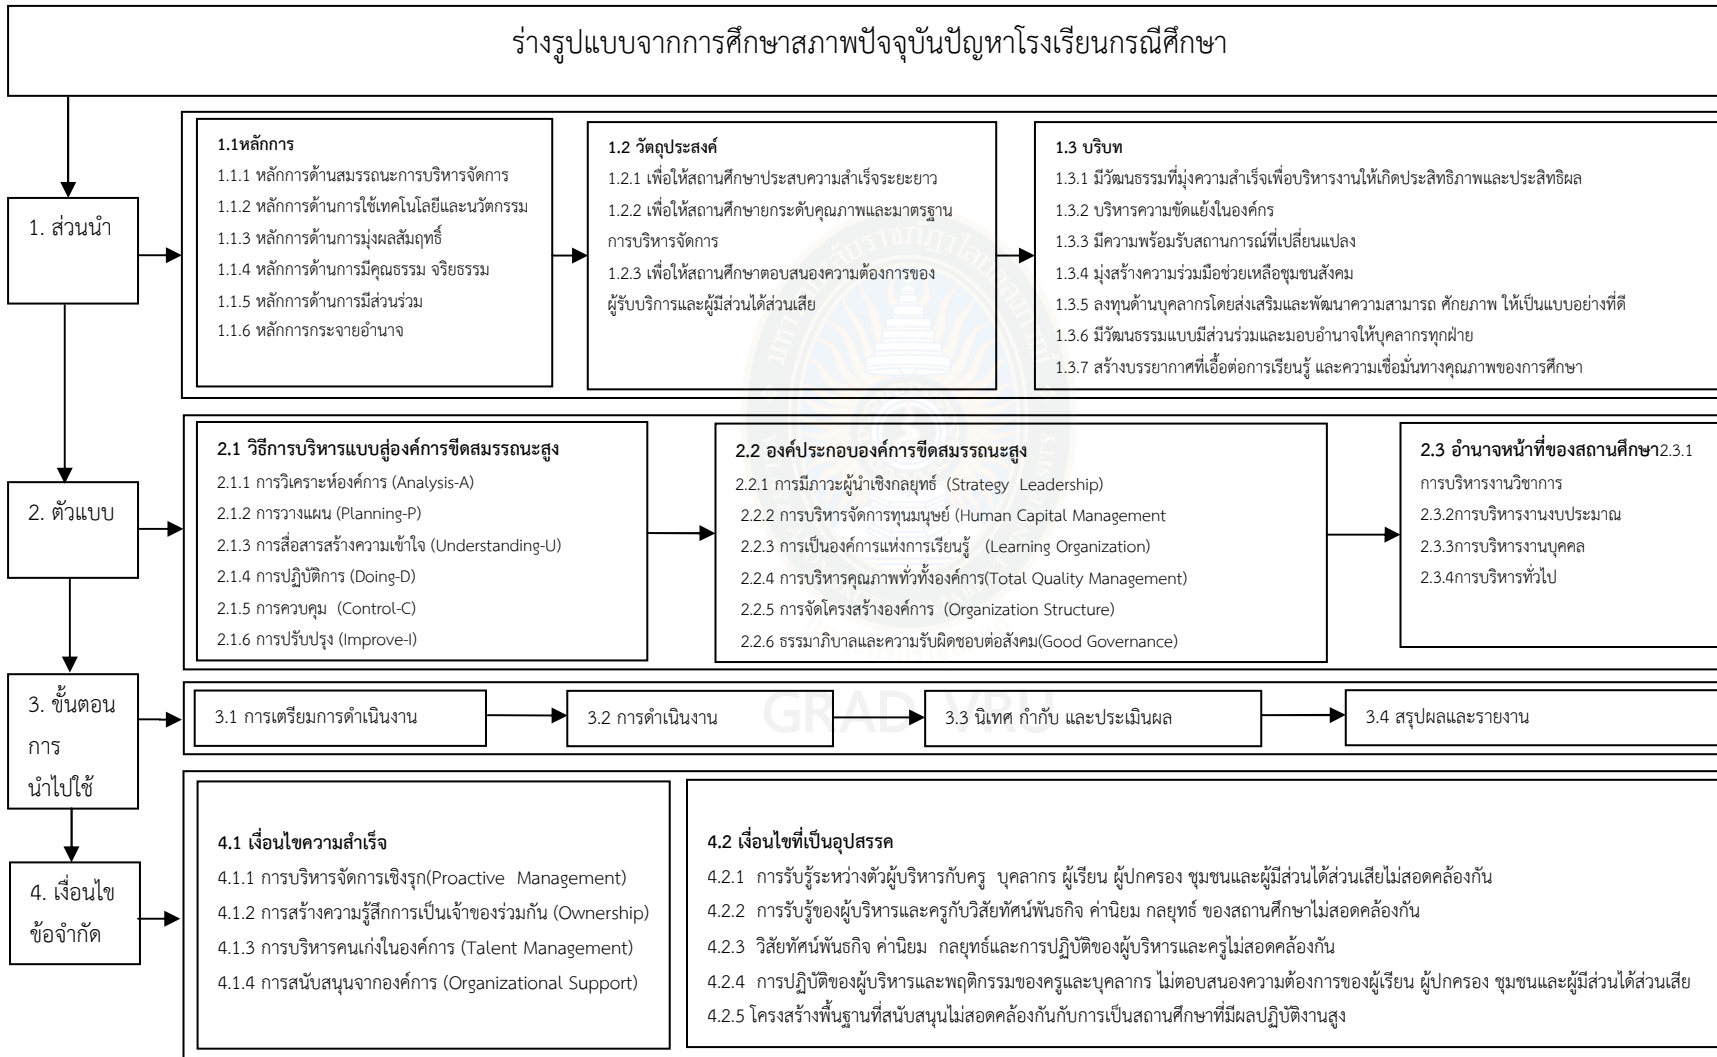 ร่างรูปแบบจากการศึกษาสภาพปัจจุบันปัญหาโรงเรียนกรณีศึกษา
1. ส่วนนำ
1.1หลักการ
1.1.1 หลักการด้านสมรรถนะการบริหารจัดการ
1.1.2 หลักการด้านการใช้เทคโนโลยีและนวัตกรรม
1.1.3 หลักการด้านการมุ่งผลสัมฤทธิ์
1.1.4 หลักการด้านการมีคุณธรรม จริยธรรม
1.1.5 หลักการด้านการมีส่วนร่วม
1.1.6 หลักการกระจายอำนาจ
1.2 วัตถุประสงค์
1.2.1 เพื่อให้สถานศึกษาประสบความสำเร็จระยะยาว
1.2.2 เพื่อให้สถานศึกษายกระดับคุณภาพและมาตรฐาน
การบริหารจัดการ
1.2.3 เพื่อให้สถานศึกษาตอบสนองความต้องการของ
ผู้รับบริการและผู้มีส่วนได้ส่วนเสีย
1.3 บริบท
1.3.1 มีวัฒนธรรมที่มุ่งความสำเร็จเพื่อบริหารงานให้เกิดประสิทธิภาพและประสิทธิผล
1.3.2 บริหารความขัดแย้งในองค์กร
1.3.3 มีความพร้อมรับสถานการณ์ที่เปลี่ยนแปลง
1.3.4 มุ่งสร้างความร่วมมือช่วยเหลือชุมชนสังคม
1.3.5 ลงทุนด้านบุคลากรโดยส่งเสริมและพัฒนาความสามารถ ศักยภาพ ให้เป็นแบบอย่างที่ดี
1.3.6 มีวัฒนธรรมแบบมีส่วนร่วมและมอบอำนาจให้บุคลากรทุกฝ่าย
1.3.7 สร้างบรรยากาศที่เอื้อต่อการเรียนรู้ และความเชื่อมั่นทางคุณภาพของการศึกษา
2. ตัวแบบ
2.1 วิธีการบริหารแบบสู่องค์การขีดสมรรถนะสูง
2.1.1 การวิเคราะห์องค์การ (Analysis-A)
2.1.2 การวางแผน (Planning-P)
2.1.3 การสื่อสารสร้างความเข้าใจ (Understanding-U)
2.1.4 การปฏิบัติการ (Doing-D)
2.1.5 การควบคุม (Control-C)
2.1.6 การปรับปรุง (Improve-I)
2.2 องค์ประกอบองค์การขีดสมรรถนะสูง
2.2.1 การมีภาวะผู้นำเชิงกลยุทธ์ (Strategy Leadership)
2.2.2 การบริหารจัดการทุนมนุษย์ (Human Capital Management
2.2.3 การเป็นองค์การแห่งการเรียนรู้ (Learning Organization)
2.2.4 การบริหารคุณภาพทั่วทั้งองค์การ(Total Quality Management)
2.2.5 การจัดโครงสร้างองค์การ (Organization Structure)
2.2.6 ธรรมาภิบาลและความรับผิดชอบต่อสังคม(Good Governance)
2.3 อำนาจหน้าที่ของสถานศึกษา2.3.1
การบริหารงานวิชาการ
2.3.2การบริหารงานงบประมาณ
2.3.3การบริหารงานบุคคล
2.3.4การบริหารทั่วไป
3. ขั้นตอน
การ
นำไปใช้
3.1 การเตรียมการดำเนินงาน
3.2 การดำเนินงาน
3.3 นิเทศ กำกับ และประเมินผล
3.4 สรุปผลและรายงาน
GRAD VRU
4. เงื่อนไข
ข้อจำกัด
4.1 เงื่อนไขความสำเร็จ
4.1.1 การบริหารจัดการเชิงรุก(Proactive Management)
4.1.2 การสร้างความรู้สึกการเป็นเจ้าของร่วมกัน (Ownership)
4.1.3 การบริหารคนเก่งในองค์การ (Talent Management)
4.1.4 การสนับสนุนจากองค์การ (Organizational Support)
4.2 เงื่อนไขที่เป็นอุปสรรค
4.2.1 การรับรู้ระหว่างตัวผู้บริหารกับครู บุคลากร ผู้เรียน ผู้ปกครอง ชุมชนและผู้มีส่วนได้ส่วนเสียไม่สอดคล้องกัน
4.2.2 การรับรู้ของผู้บริหารและครูกับวิสัยทัศน์พันธกิจ ค่านิยม กลยุทธ์ ของสถานศึกษาไม่สอดคล้องกัน
4.2.3 วิสัยทัศน์พันธกิจ ค่านิยม กลยุทธ์และการปฏิบัติของผู้บริหารและครูไม่สอดคล้องกัน
4.2.4 การปฏิบัติของผู้บริหารและพฤติกรรมของครูและบุคลากร ไม่ตอบสนองความต้องการของผู้เรียน ผู้ปกครอง ชุมชนและผู้มีส่วนได้ส่วนเสีย
4.2.5 โครงสร้างพื้นฐานที่สนับสนุนไม่สอดคล้องกันกับการเป็นสถานศึกษาที่มีผลปฏิบัติงานสูง